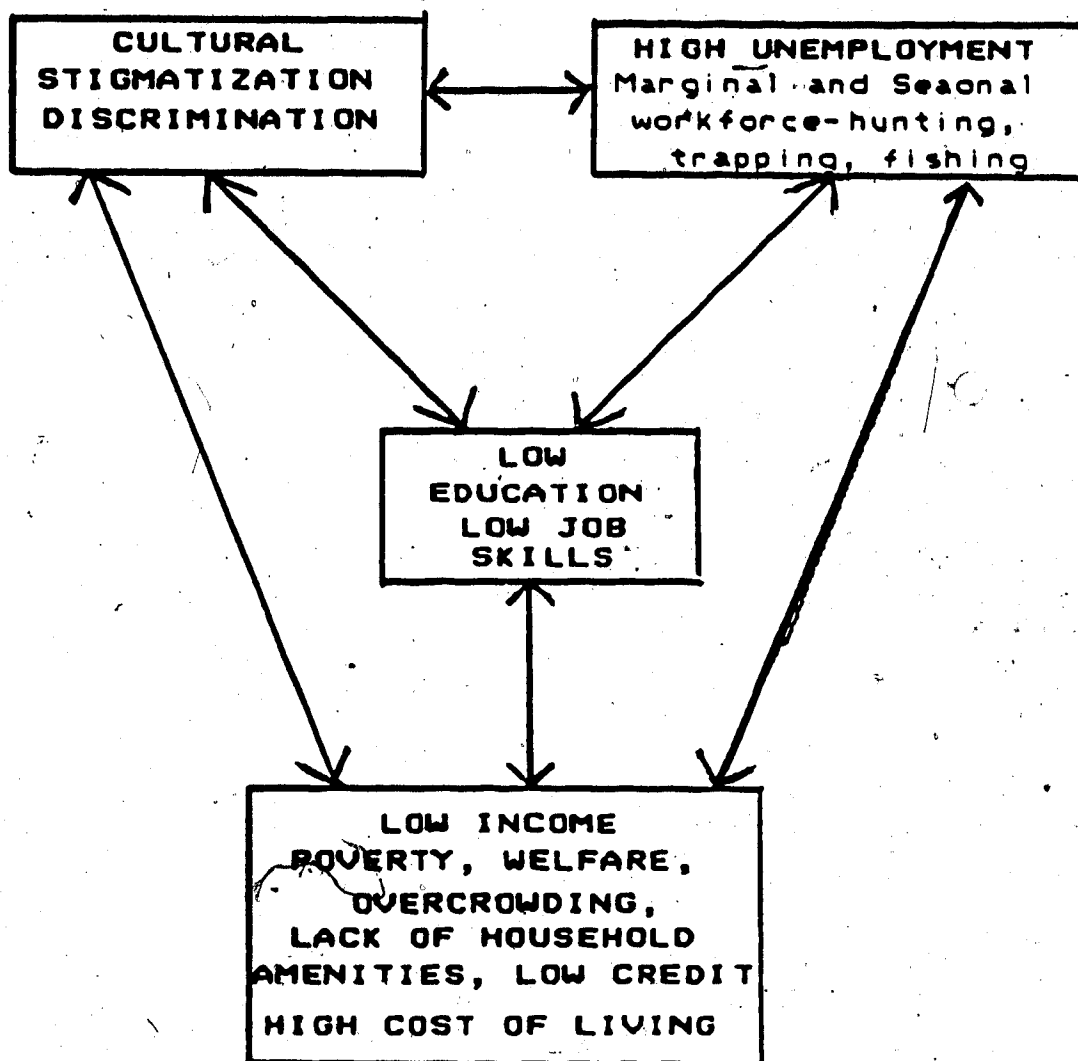 CULTURAL
STIGMATIZATION
DISCRIMINATION
HIGH UNEMPLOYMENT
Marginal and Seaonal
workforce-hunting,
trapping, fishing
LOW
EDUCATION
LOW JOB
SKILLS
LOW INCOME
POVERTY, WELFARE,
OVERCROWDING,
LACK OF HOUSEHOLD
AMENITIES, LOW CREDIT
HIGH COST OF LIVING